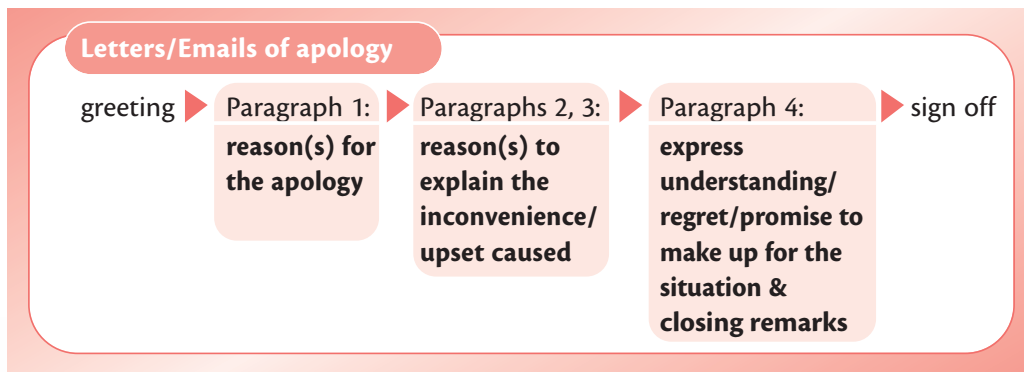 Letters/Emails of apology
greeting
Paragraph 1:
reason(s) for
the apology
Paragraphs 2, 3:
reason(s) to
explain the
inconvenience/
upset caused
Paragraph 4:
express
understanding/
regret/promise to
make up for the
situation &
closing remarks
sign off